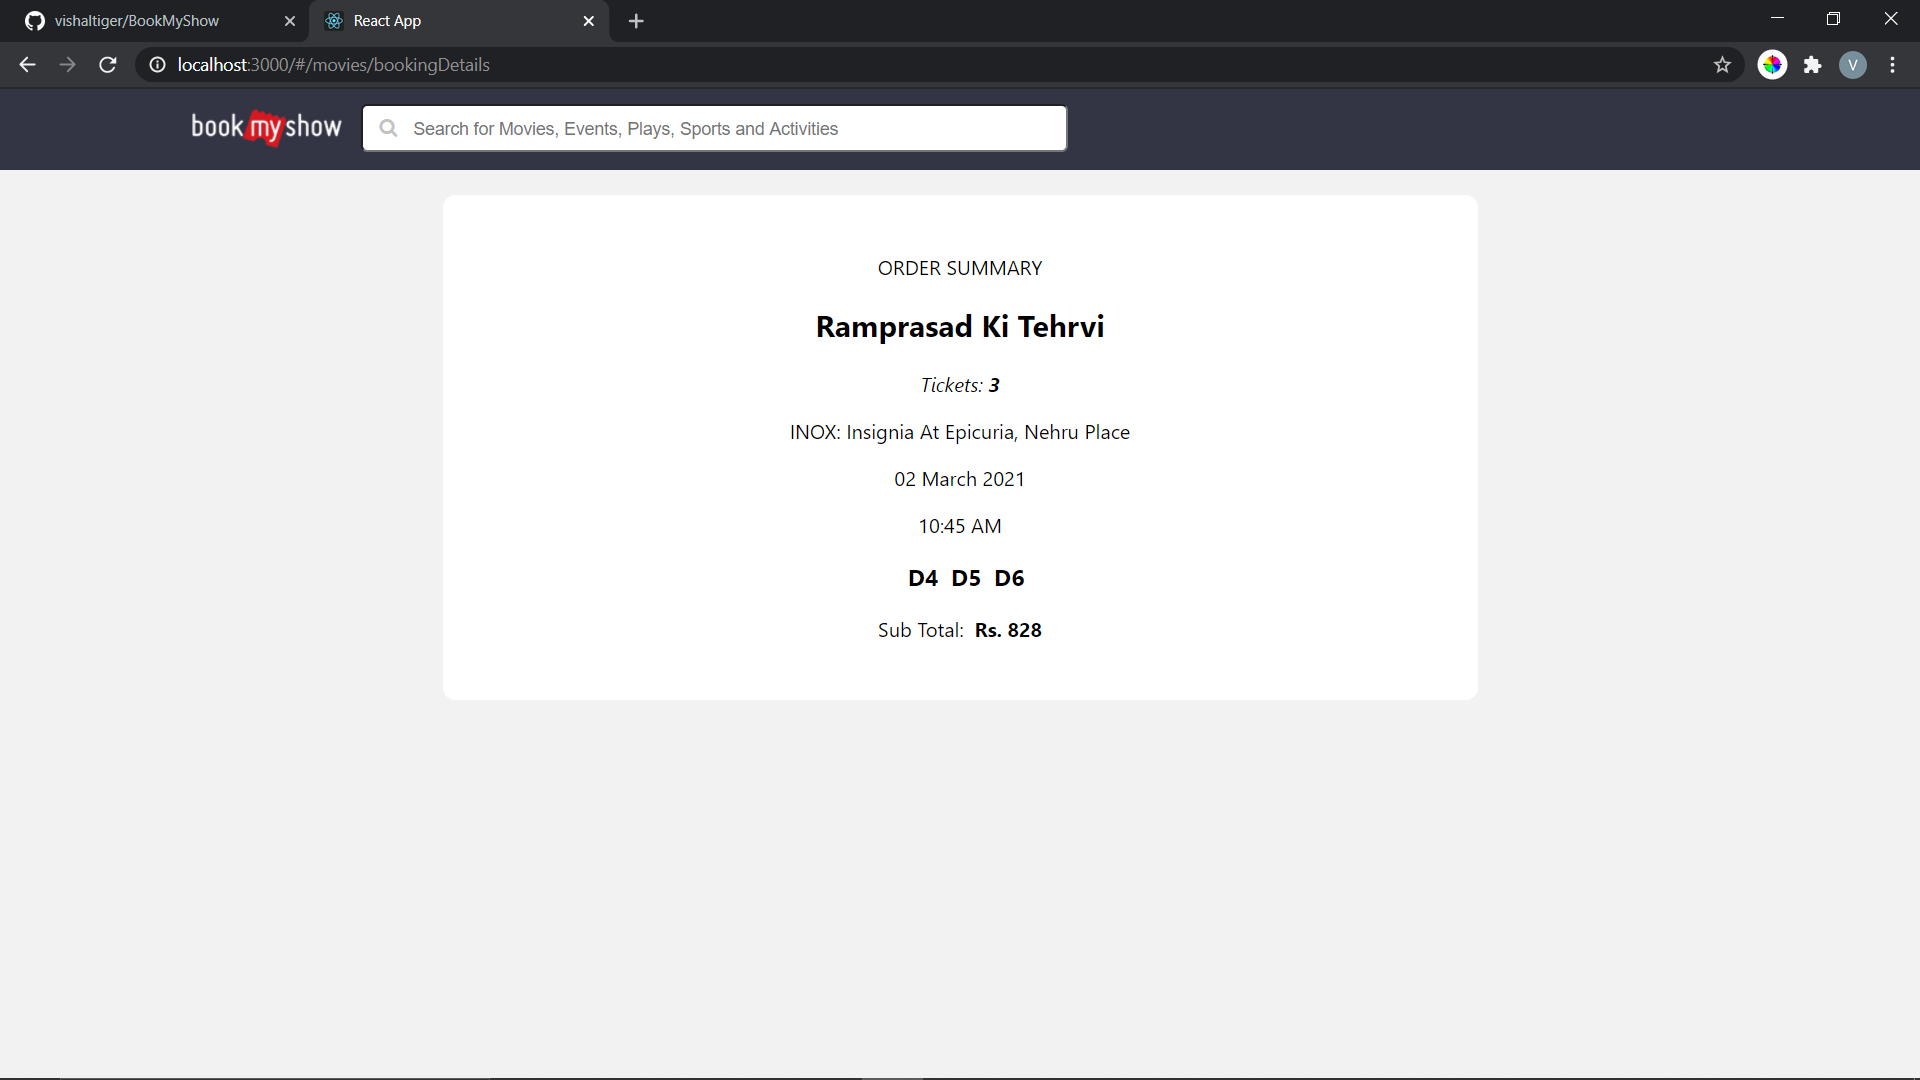 vishaltiger/BookMyShow
React App
localhost:3000/#/movies/bookingDetails
V
book my show
Search for Movies, Events, Plays, Sports and Activities
ORDER SUMMARY
Ramprasad Ki Tehrvi
Tickets: 3
INOX: Insignia At Epicuria, Nehru Place
02 March 2021
10:45 AM
D4 D5 D6
Sub Total: Rs. 828